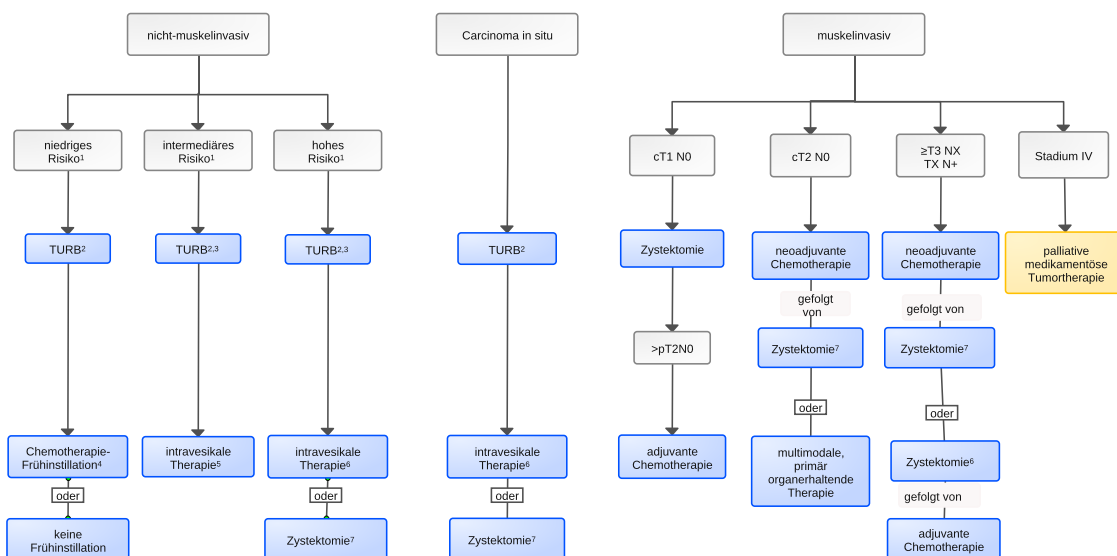 nicht-muskelinvasiv
Carcinoma in situ
muskelinvasiv
niedriges
Risiko¹
intermediäres
Risiko¹
hohes
Risiko¹
cT1 N0
cT2 N0
≥T3 NX
TX N+
Stadium IV
TURB²
TURB²,³
TURB²,³
TURB²
Zystektomie
neoadjuvante
Chemotherapie
neoadjuvante
Chemotherapie
palliative
medikamentöse
Tumortherapie
gefolgt
von
gefolgt von
>pT2N0
Zystektomie⁷
Zystektomie⁷
oder
oder
Chemotherapie-
Frühinstillation⁴
intravesikale
Therapie⁵
intravesikale
Therapie⁶
intravesikale
Therapie⁶
adjuvante
Chemotherapie
multimodale,
primär
organerhaltende
Therapie
Zystektomie⁶
oder
oder
oder
gefolgt von
keine
Frühinstillation
Zystektomie⁷
Zystektomie⁷
adjuvante
Chemotherapie